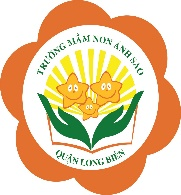 TRƯỜNG MẦM NON ÁNH SAO
QUẬN LONG BIÊN